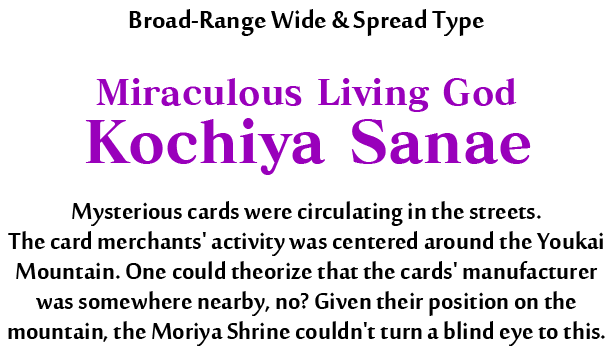 Broad-Range Wide & Spread Type
Miraculous Living God
Kochiya Sanae
Mysterious cards were circulating in the streets.
The card merchants' activity was centered around the Youkai
Mountain. One could theorize that the cards' manufacturer
was somewhere nearby, no? Given their position on the
mountain, the Moriya Shrine couldn't turn a blind eye to this.